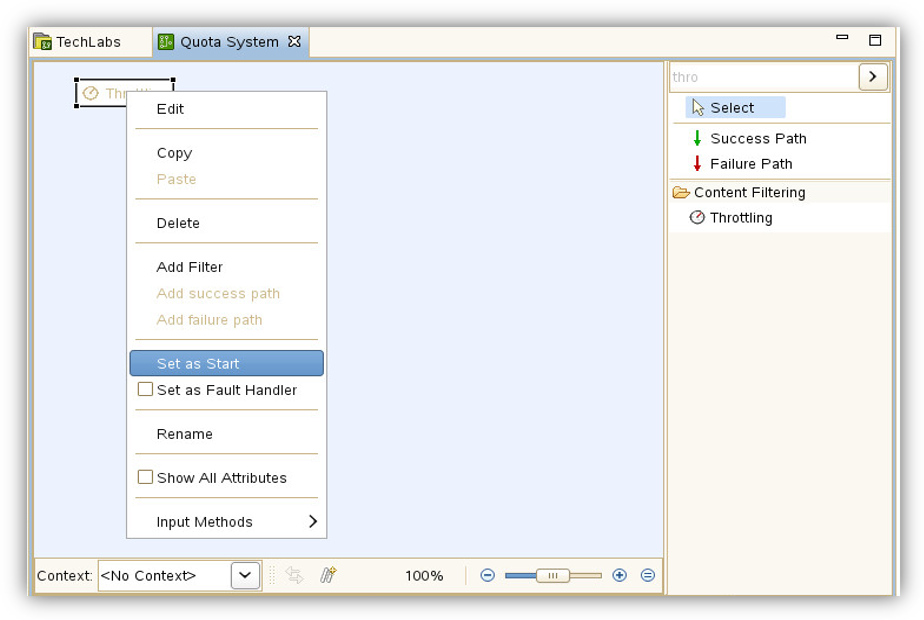 TechLabs
Quota System
thro
Select
Success Path
Failure Path
Content Filtering
Throttling
Edit
Copy
Paste
Delete
Add Filter
Add success path
Add failure path
Set as Start
Set as Fault Handler
Rename
Show All Attributes
Input Methods
Context: <No Context>
100%